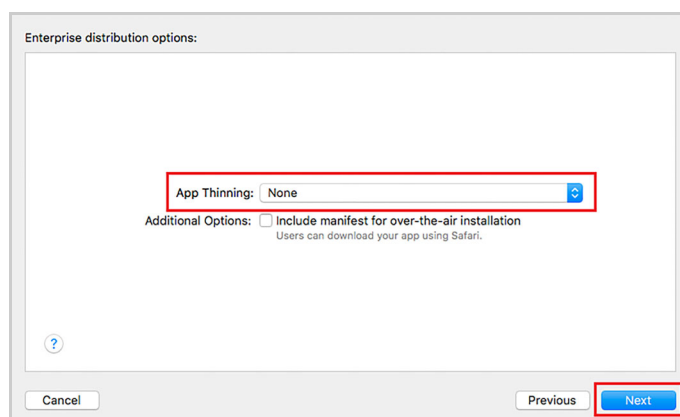 Enterprise distribution options:
App Thinning: None
Additional Options: Include manifest for over-the-air installation
Users can download your app using Safari.
?
Cancel Previous Next